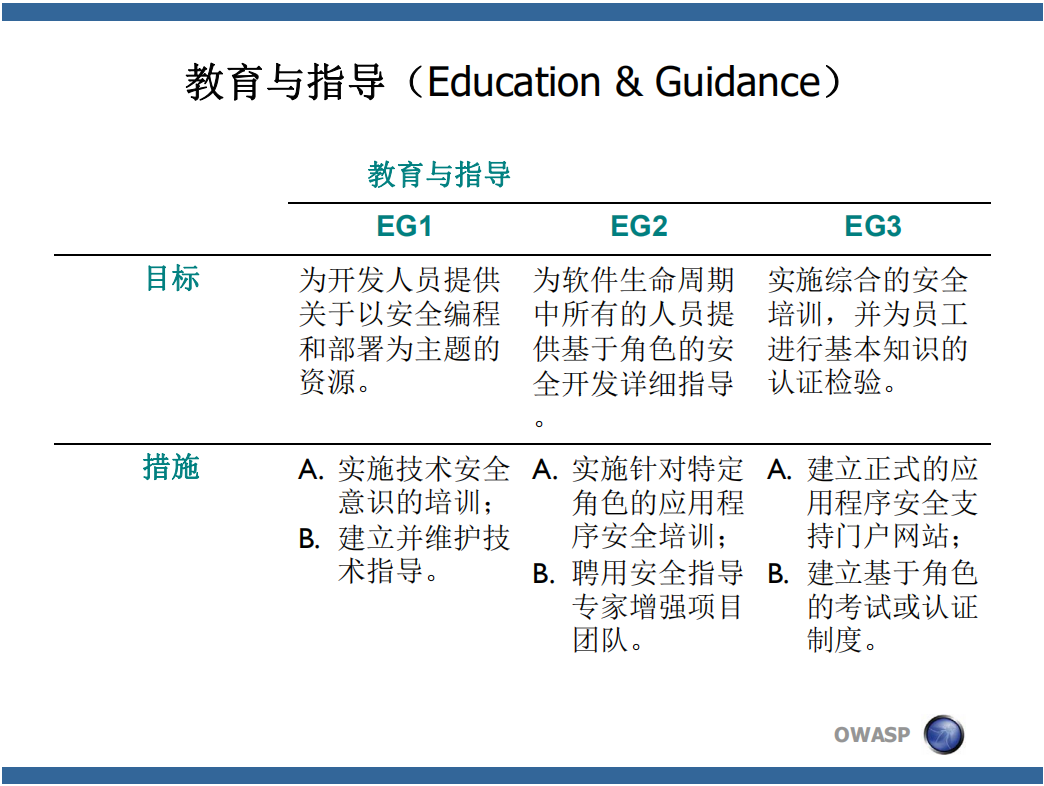 教育与指导（Education & Guidance）
教育与指导
EG1 EG2 EG3
目标
为开发人员提供
关于以安全编程
和部署为主题的
资源。
为软件生命周期
中所有的人员提
供基于角色的安
全开发详细指导
。
实施综合的安全
培训，并为员工
进行基本知识的
认证检验。
措施
A. 实施技术安全
意识的培训；
B. 建立并维护技
术指导。
A. 实施针对特定
角色的应用程
序安全培训；
B. 聘用安全指导
专家增强项目
团队。
A. 建立正式的应
用程序安全支
持门户网站；
B. 建立基于角色
的考试或认证
制度。
OWASP